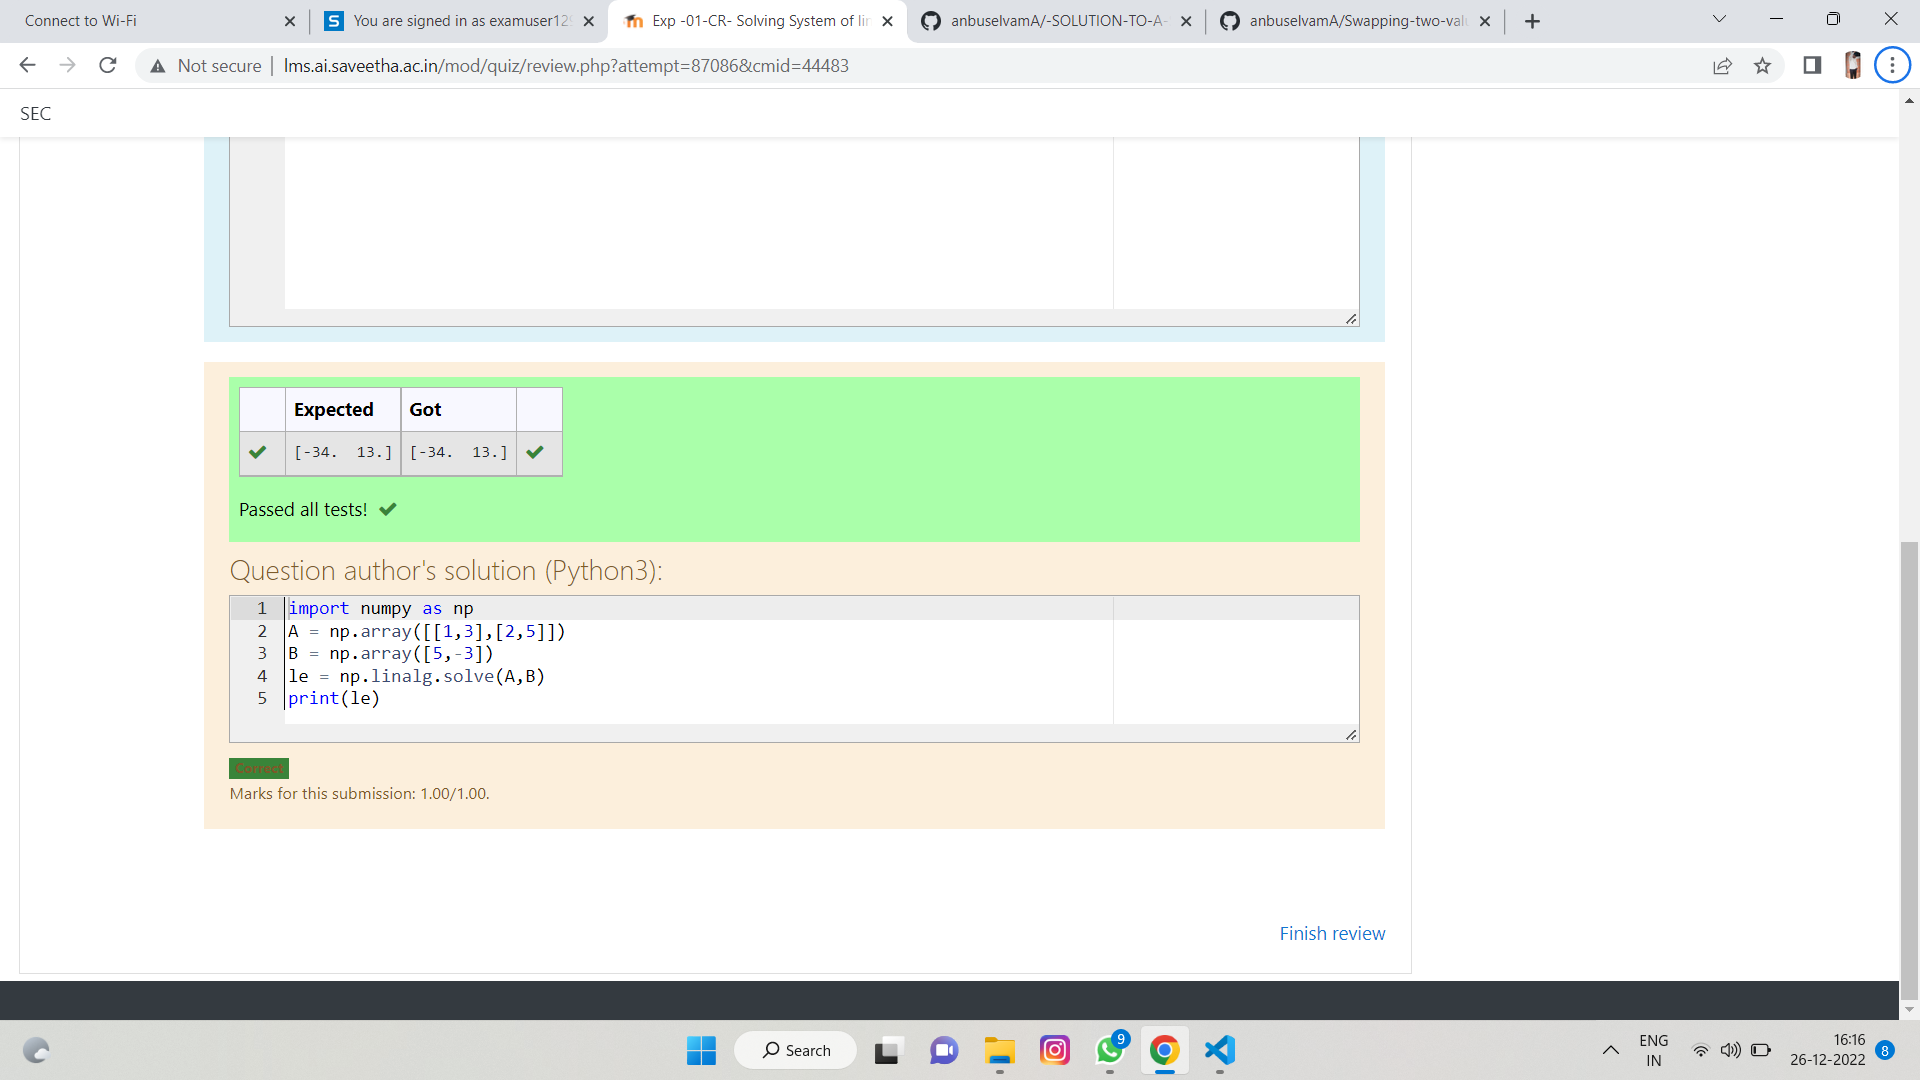 Connect to Wi-Fi
You are signed in as examuser129
Exp -01-CR- Solving System of lin
anbuselvamA/-SOLUTION-TO-A-
anbuselvamA/Swapping-two-val
Not secure | lms.ai.saveetha.ac.in/mod/quiz/review.php?attempt=87086&cmid=44483
SEC
Expected Got
[-34.  13.] [-34.  13.]
Passed all tests!
Question author's solution (Python3):
1 import numpy as np
2 A = np.array([[1,3],[2,5]])
3 B = np.array([5,-3])
4 le = np.linalg.solve(A,B)
5 print(le)
Correct
Marks for this submission: 1.00/1.00.
Finish review
Search
9
ENG
IN
16:16
26-12-2022
8